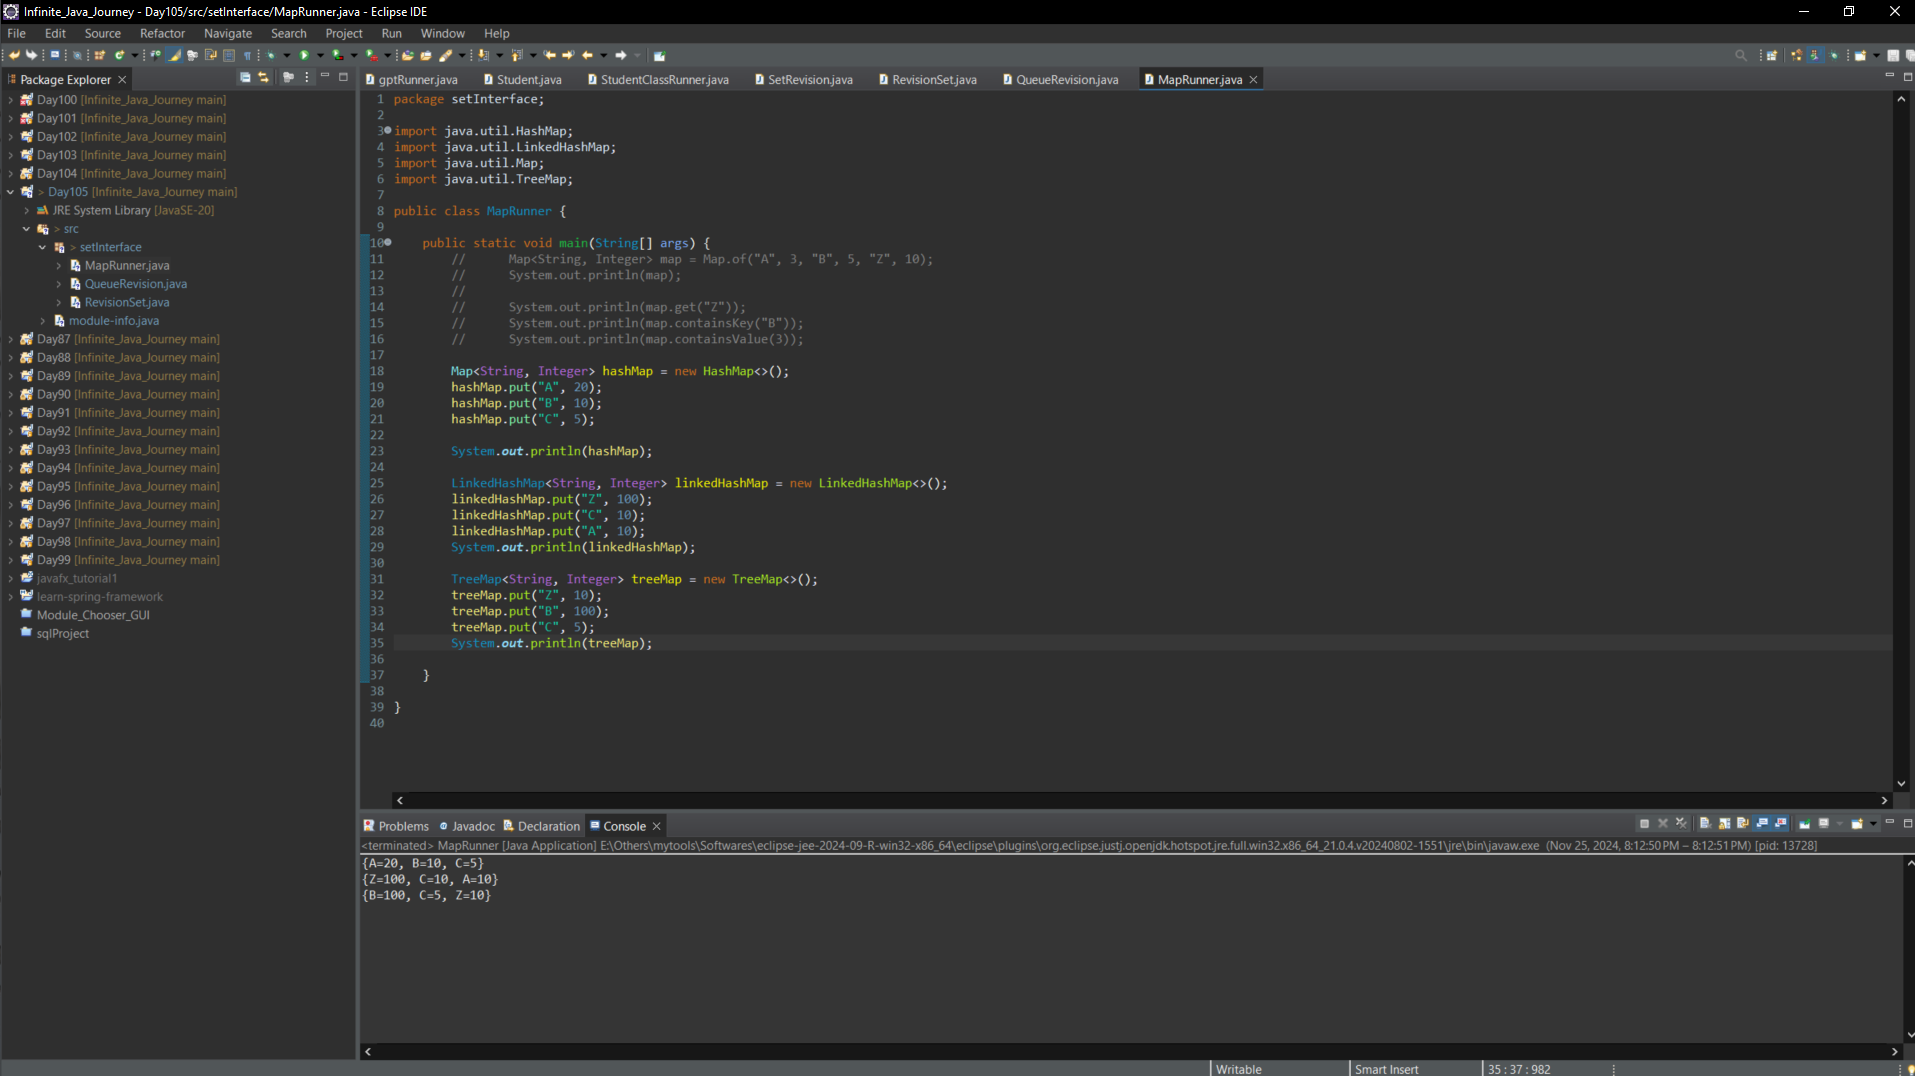 Infinite_Java_Journey - Day105/src/setInterface/MapRunner.java - Eclipse IDE
File Edit Source Refactor Navigate Search Project Run Window Help
Package Explorer
Day100 [Infinite_Java_Journey main]
Day101 [Infinite_Java_Journey main]
Day102 [Infinite_Java_Journey main]
Day103 [Infinite_Java_Journey main]
Day104 [Infinite_Java_Journey main]
> Day105 [Infinite_Java_Journey main]
JRE System Library [JavaSE-20]
> src
> setInterface
MapRunner.java
QueueRevision.java
RevisionSet.java
module-info.java
Day87 [Infinite_Java_Journey main]
Day88 [Infinite_Java_Journey main]
Day89 [Infinite_Java_Journey main]
Day90 [Infinite_Java_Journey main]
Day91 [Infinite_Java_Journey main]
Day92 [Infinite_Java_Journey main]
Day93 [Infinite_Java_Journey main]
Day94 [Infinite_Java_Journey main]
Day95 [Infinite_Java_Journey main]
Day96 [Infinite_Java_Journey main]
Day97 [Infinite_Java_Journey main]
Day98 [Infinite_Java_Journey main]
Day99 [Infinite_Java_Journey main]
javafx_tutorial1
learn-spring-framework
Module_Chooser_GUI
sqlProject
gptRunner.java Student.java StudentClassRunner.java SetRevision.java RevisionSet.java QueueRevision.java MapRunner.java
1 package setInterface;
2
3 import java.util.HashMap;
4 import java.util.LinkedHashMap;
5 import java.util.Map;
6 import java.util.TreeMap;
7
8 public class MapRunner {
9
10 public static void main(String[] args) {
11 // Map<String, Integer> map = Map.of("A", 3, "B", 5, "Z", 10);
12 // System.out.println(map);
13 //
14 // System.out.println(map.get("Z"));
15 // System.out.println(map.containsKey("B"));
16 // System.out.println(map.containsValue(3));
17
18 Map<String, Integer> hashMap = new HashMap<>();
19 hashMap.put("A", 20);
20 hashMap.put("B", 10);
21 hashMap.put("C", 5);
22
23 System.out.println(hashMap);
24
25 LinkedHashMap<String, Integer> linkedHashMap = new LinkedHashMap<>();
26 linkedHashMap.put("Z", 100);
27 linkedHashMap.put("C", 10);
28 linkedHashMap.put("A", 10);
29 System.out.println(linkedHashMap);
30
31 TreeMap<String, Integer> treeMap = new TreeMap<>();
32 treeMap.put("Z", 10);
33 treeMap.put("B", 100);
34 treeMap.put("C", 5);
35 System.out.println(treeMap);
36
37 }
38
39 }
40
Problems Javadoc Declaration Console
<terminated> MapRunner [Java Application] E:\Others\mytools\Softwares\eclipse-jee-2024-09-R-win32-x86_64\eclipse\plugins\org.eclipse.justj.openjdk.hotspot.jre.full.win32.x86_64_21.0.4.v20240802-1551\jre\bin\javaw.exe (Nov 25, 2024, 8:12:50 PM – 8:12:51 PM) [pid: 13728]
{A=20, B=10, C=5}
{Z=100, C=10, A=10}
{B=100, C=5, Z=10}
Writable Smart Insert 35 : 37 : 982